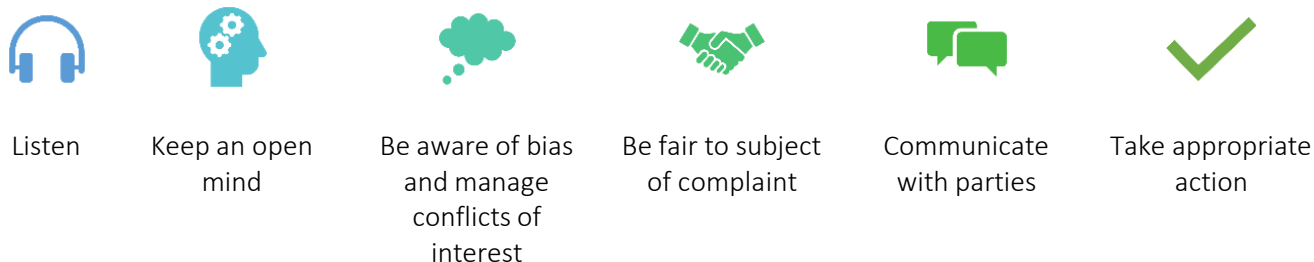 Listen
Keep an open
mind
Be aware of bias
and manage
conflicts of
interest
Be fair to subject
of complaint
Communicate
with parties
Take appropriate
action